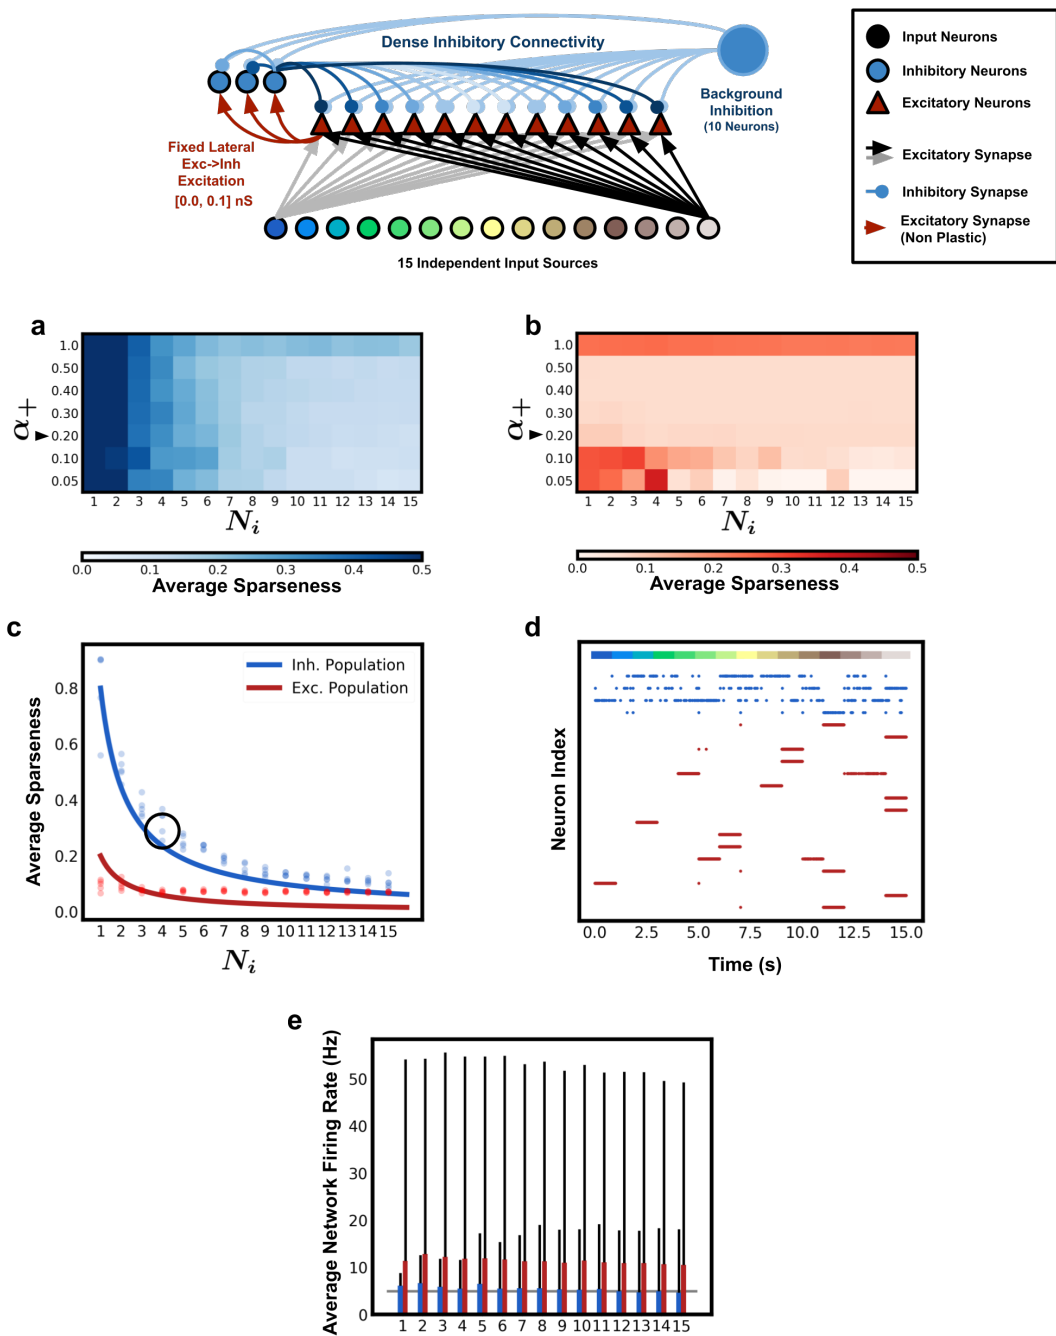 Dense Inhibitory Connectivity
Background
Inhibition
(10 Neurons)
Fixed Lateral
Exc->Inh
Excitation
[0.0, 0.1] nS
15 Independent Input Sources
Input Neurons
Inhibitory Neurons
Excitatory Neurons
Excitatory Synapse
Inhibitory Synapse
Excitatory Synapse
(Non Plastic)
a
α+
1.0
0.50
0.40
0.30
0.20
0.10
0.05
1 2 3 4 5 6 7 8 9 10 11 12 13 14 15
N_i
0.0 0.1 0.2 0.3 0.4 0.5
Average Sparseness
b
α+
1.0
0.50
0.40
0.30
0.20
0.10
0.05
1 2 3 4 5 6 7 8 9 10 11 12 13 14 15
N_i
0.0 0.1 0.2 0.3 0.4 0.5
Average Sparseness
c
Average Sparseness
0.8
0.6
0.4
0.2
0.0
Inh. Population
Exc. Population
1 2 3 4 5 6 7 8 9 10 11 12 13 14 15
N_i
d
Neuron Index
0.0 2.5 5.0 7.5 10.0 12.5 15.0
Time (s)
e
Average Network Firing Rate (Hz)
50
40
30
20
10
0
1 2 3 4 5 6 7 8 9 10 11 12 13 14 15